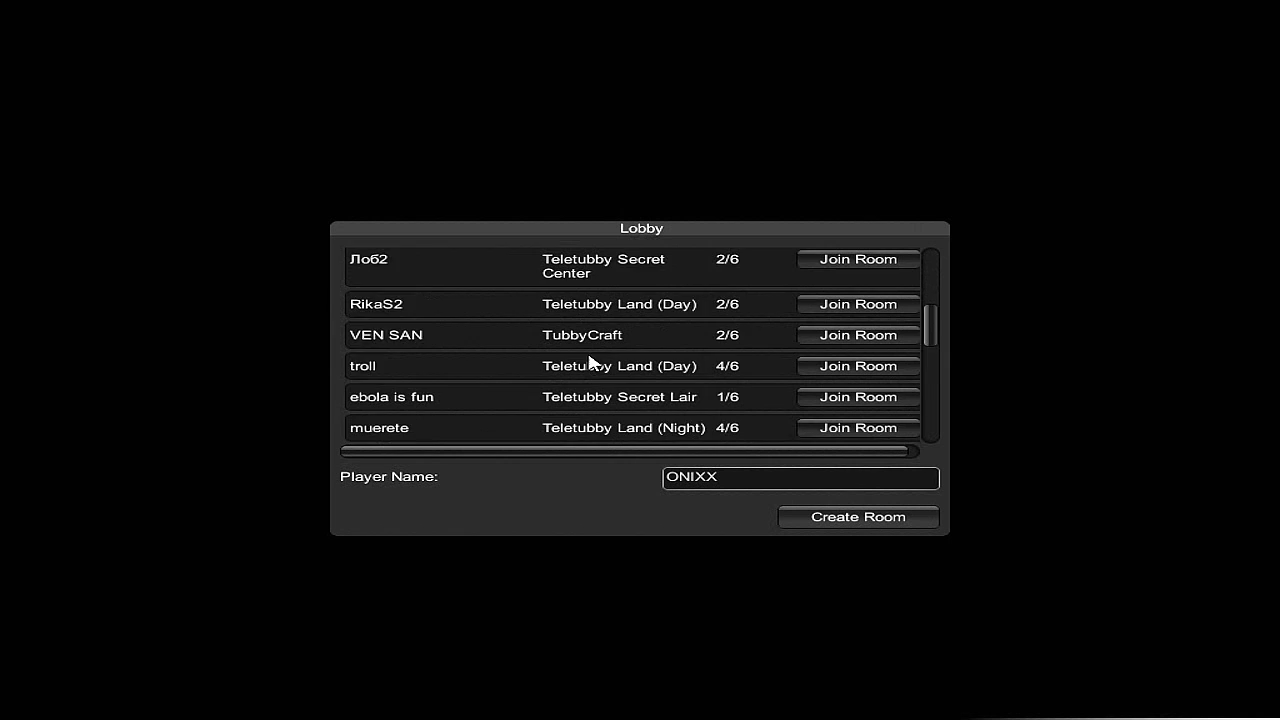 Lobby
Лоб2 Teletubby Secret Center 2/6 Join Room
RikaS2 Teletubby Land (Day) 2/6 Join Room
VEN SAN TubbyCraft 2/6 Join Room
troll Teletubby Land (Day) 4/6 Join Room
ebola is fun Teletubby Secret Lair 1/6 Join Room
muerete Teletubby Land (Night) 4/6 Join Room
Player Name: ONIXX
Create Room